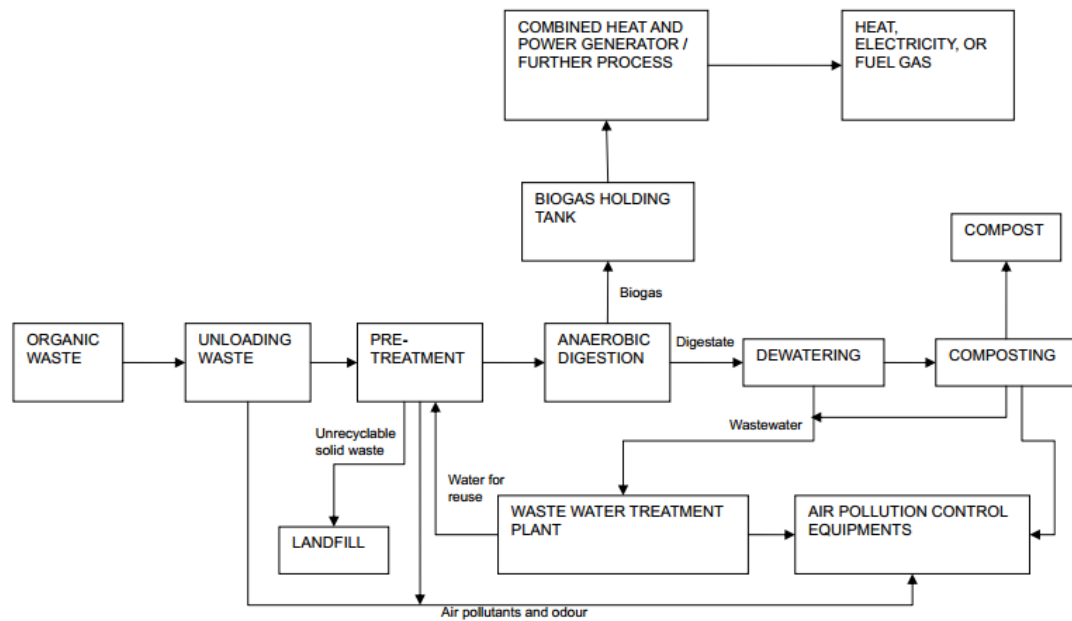 COMBINED HEAT AND
POWER GENERATOR /
FURTHER PROCESS
HEAT,
ELECTRICITY, OR
FUEL GAS
BIOGAS HOLDING
TANK
COMPOST
Biogas
ORGANIC
WASTE
UNLOADING
WASTE
PRE-
TREATMENT
ANAEROBIC
DIGESTION
Digestate
DEWATERING
COMPOSTING
Unrecyclable
solid waste
Wastewater
Water for
reuse
LANDFILL
WASTE WATER TREATMENT
PLANT
AIR POLLUTION CONTROL
EQUIPMENTS
Air pollutants and odour